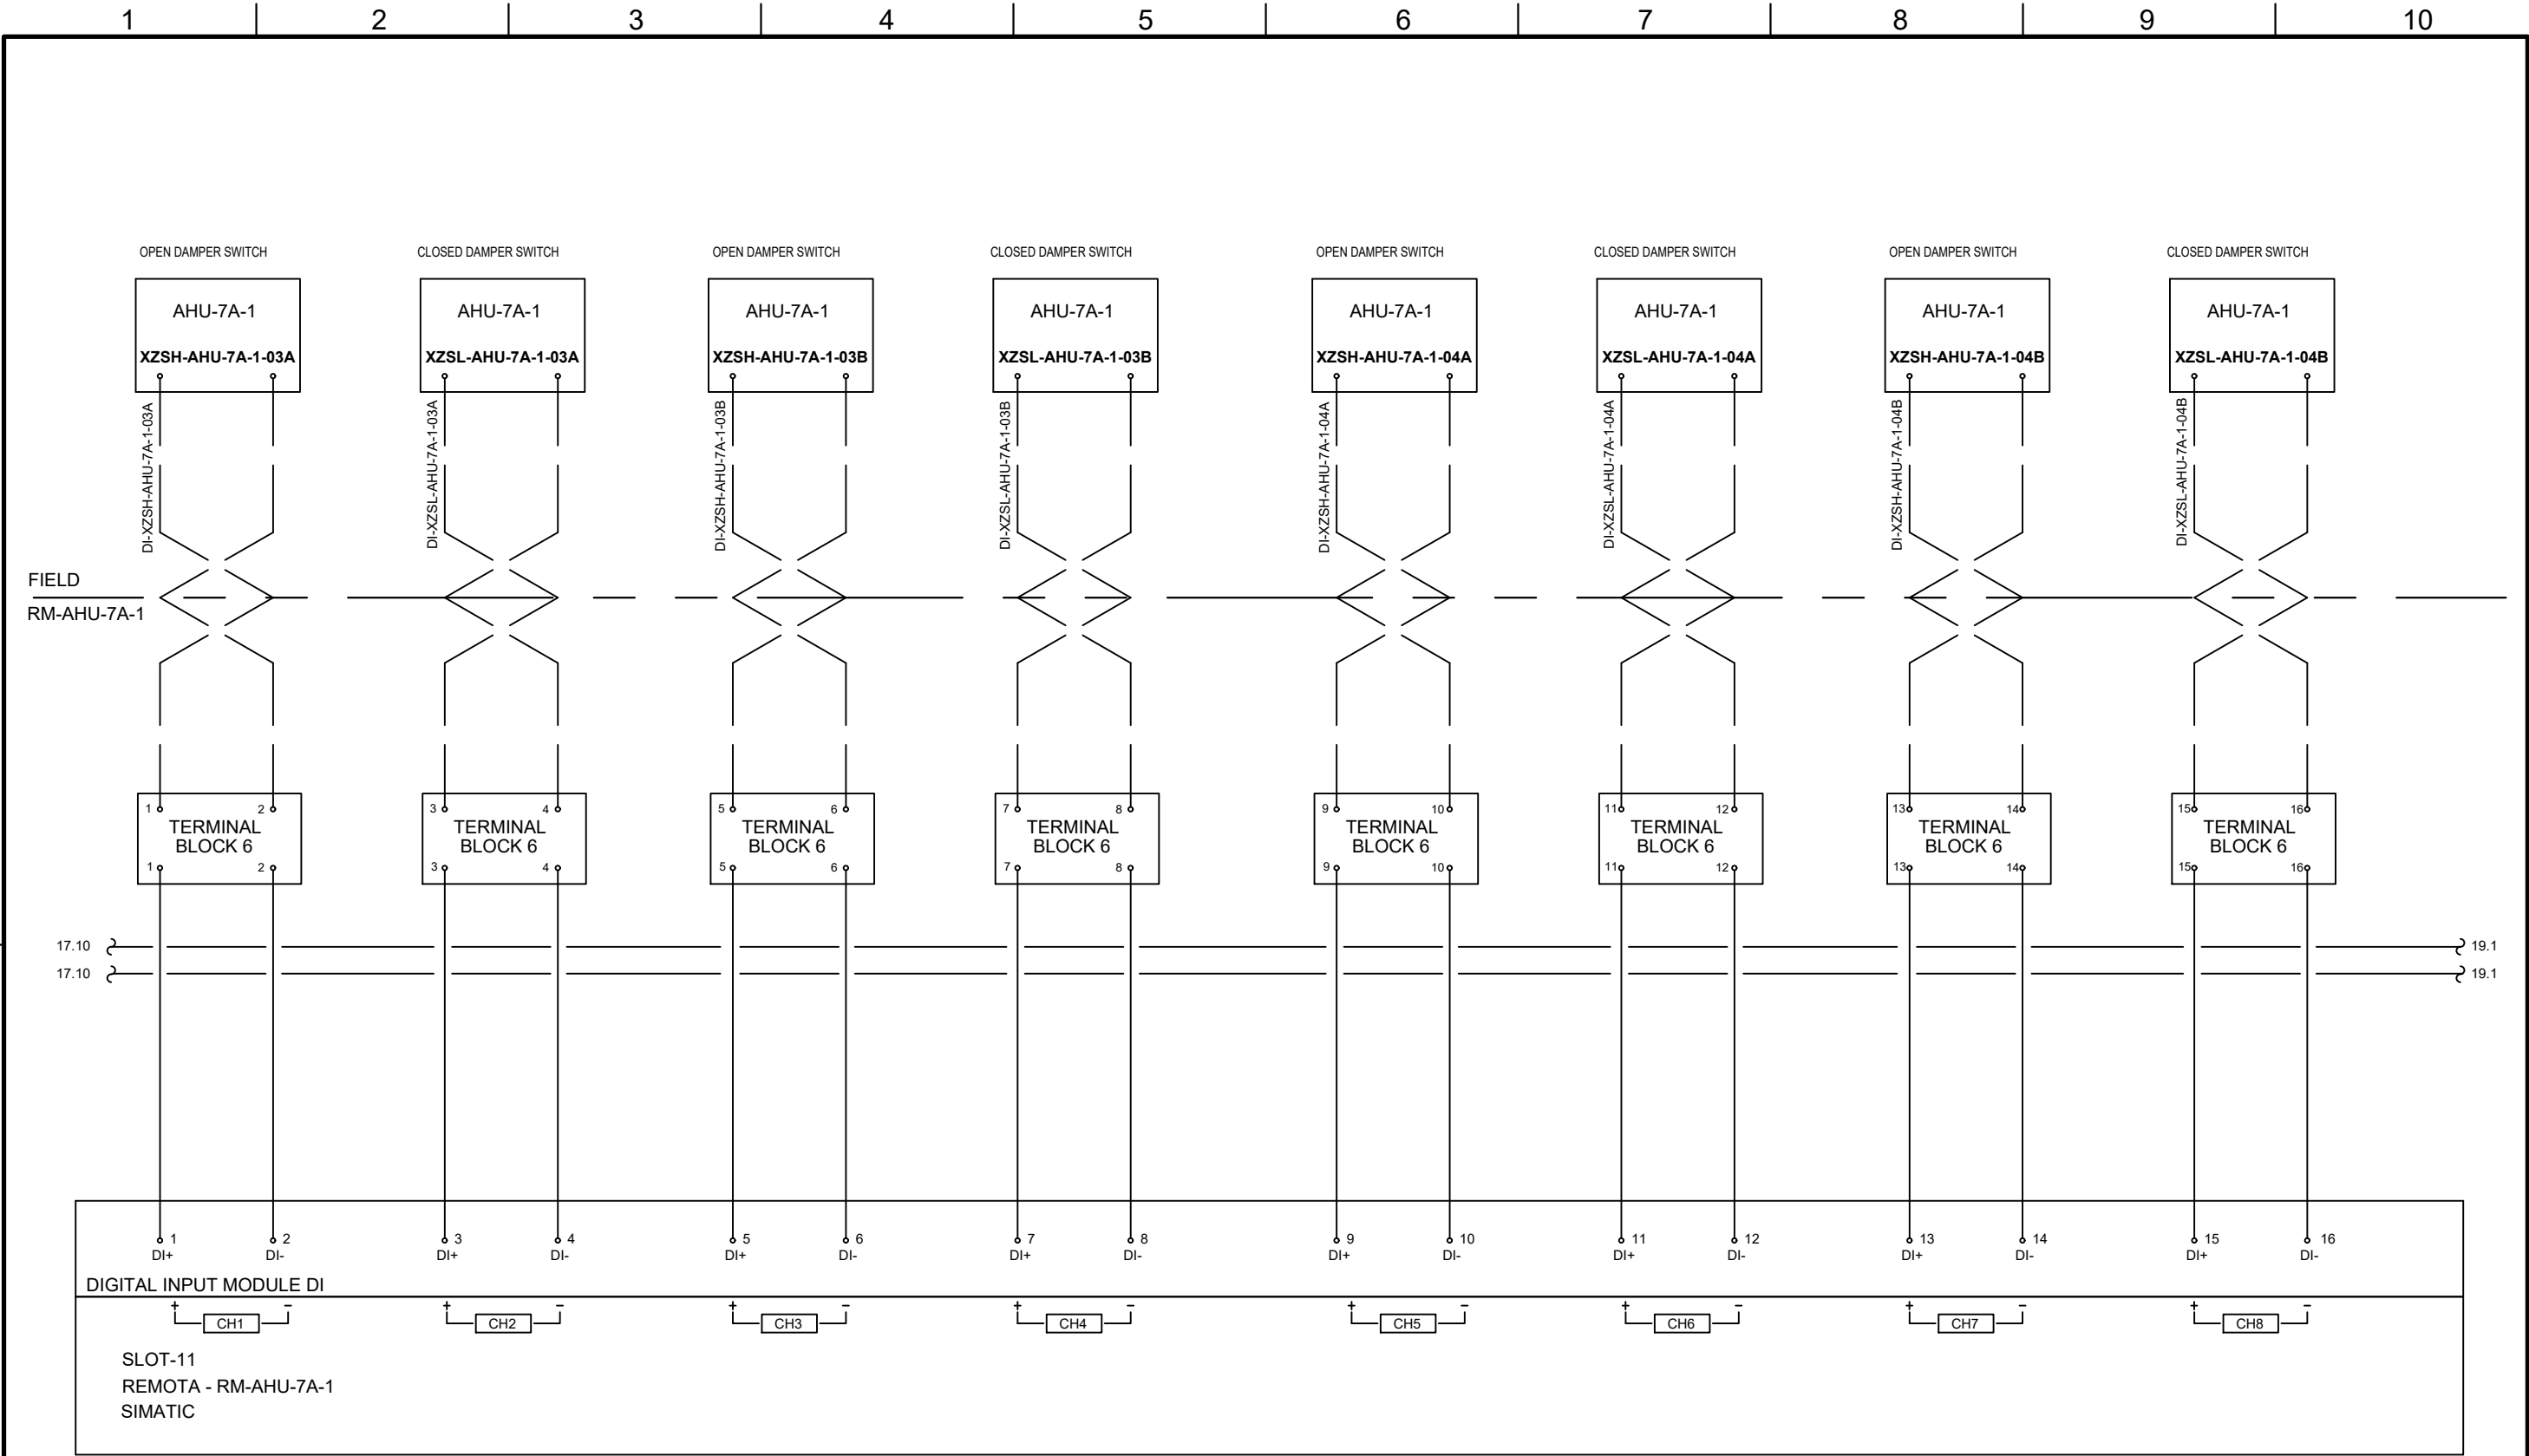 1 2 3 4 5 6 7 8 9 10
OPEN DAMPER SWITCH CLOSED DAMPER SWITCH OPEN DAMPER SWITCH CLOSED DAMPER SWITCH OPEN DAMPER SWITCH CLOSED DAMPER SWITCH OPEN DAMPER SWITCH CLOSED DAMPER SWITCH
AHU-7A-1 AHU-7A-1 AHU-7A-1 AHU-7A-1 AHU-7A-1 AHU-7A-1 AHU-7A-1 AHU-7A-1
XZSH-AHU-7A-1-03A XZSL-AHU-7A-1-03A XZSH-AHU-7A-1-03B XZSL-AHU-7A-1-03B XZSH-AHU-7A-1-04A XZSL-AHU-7A-1-04A XZSH-AHU-7A-1-04B XZSL-AHU-7A-1-04B
DI-XZSH-AHU-7A-1-03A
DI-XZSL-AHU-7A-1-03A
DI-XZSH-AHU-7A-1-03B
DI-XZSL-AHU-7A-1-03B
DI-XZSH-AHU-7A-1-04A
DI-XZSL-AHU-7A-1-04A
DI-XZSH-AHU-7A-1-04B
DI-XZSL-AHU-7A-1-04B
FIELD
RM-AHU-7A-1
1 2 3 4 5 6 7 8 9 10 11 12 13 14 15 16
TERMINAL TERMINAL TERMINAL TERMINAL TERMINAL TERMINAL TERMINAL TERMINAL
BLOCK 6 BLOCK 6 BLOCK 6 BLOCK 6 BLOCK 6 BLOCK 6 BLOCK 6 BLOCK 6
1 2 3 4 5 6 7 8 9 10 11 12 13 14 15 16
17.10 19.1
17.10 19.1
1 2 3 4 5 6 7 8 9 10 11 12 13 14 15 16
DI+ DI- DI+ DI- DI+ DI- DI+ DI- DI+ DI- DI+ DI- DI+ DI- DI+ DI-
DIGITAL INPUT MODULE DI
+ - + - + - + - + - + - + - + -
CH1 CH2 CH3 CH4 CH5 CH6 CH7 CH8
SLOT-11
REMOTA - RM-AHU-7A-1
SIMATIC